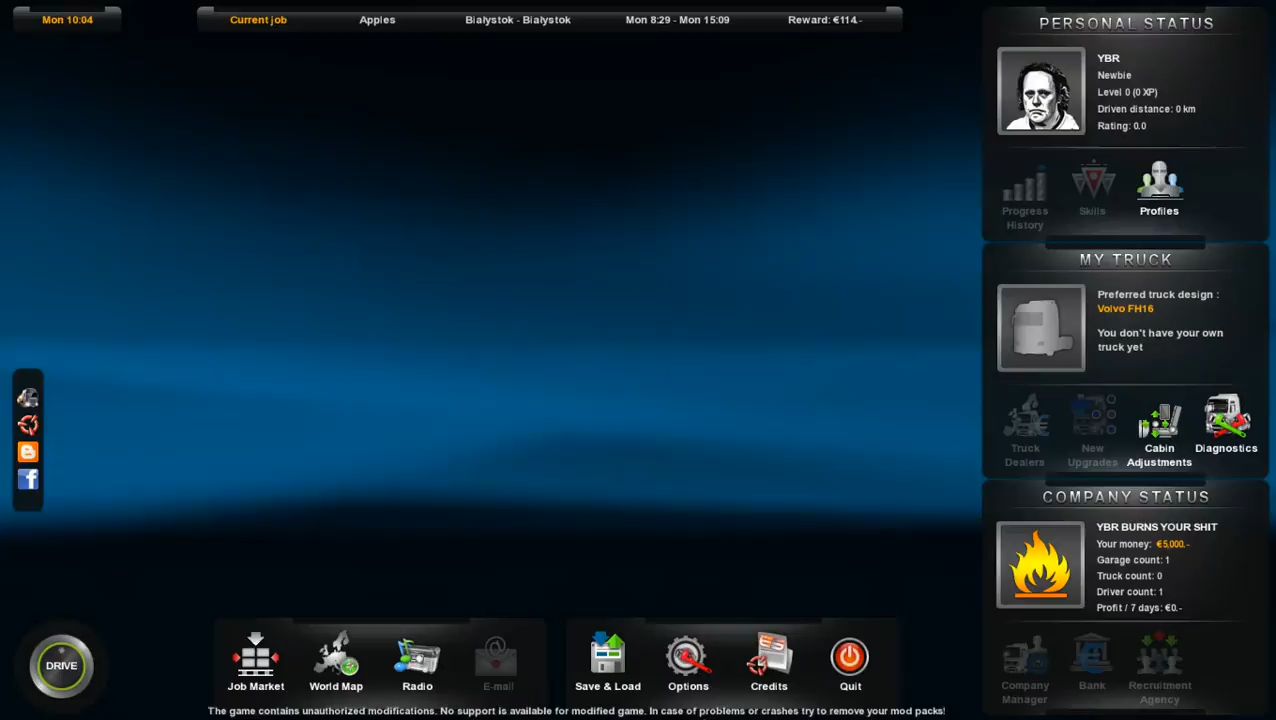 Mon 10:04
Current job Apples Bialystok - Bialystok Mon 8:29 - Mon 15:09 Reward: €114.-
PERSONAL STATUS
YBR
Newbie
Level 0 (0 XP)
Driven distance: 0 km
Rating: 0.0
Progress History
Skills
Profiles
MY TRUCK
Preferred truck design :
Volvo FH16
You don't have your own
truck yet
Truck Dealers
New Upgrades
Cabin Adjustments
Diagnostics
COMPANY STATUS
YBR BURNS YOUR SHIT
Your money: €5,000.-
Garage count: 1
Truck count: 0
Driver count: 1
Profit / 7 days: €0.-
Company Manager
Bank
Recruitment Agency
DRIVE
Job Market
World Map
Radio
E-mail
Save & Load
Options
Credits
Quit
The game contains unauthorized modifications. No support is available for modified game. In case of problems or crashes try to remove your mod packs!